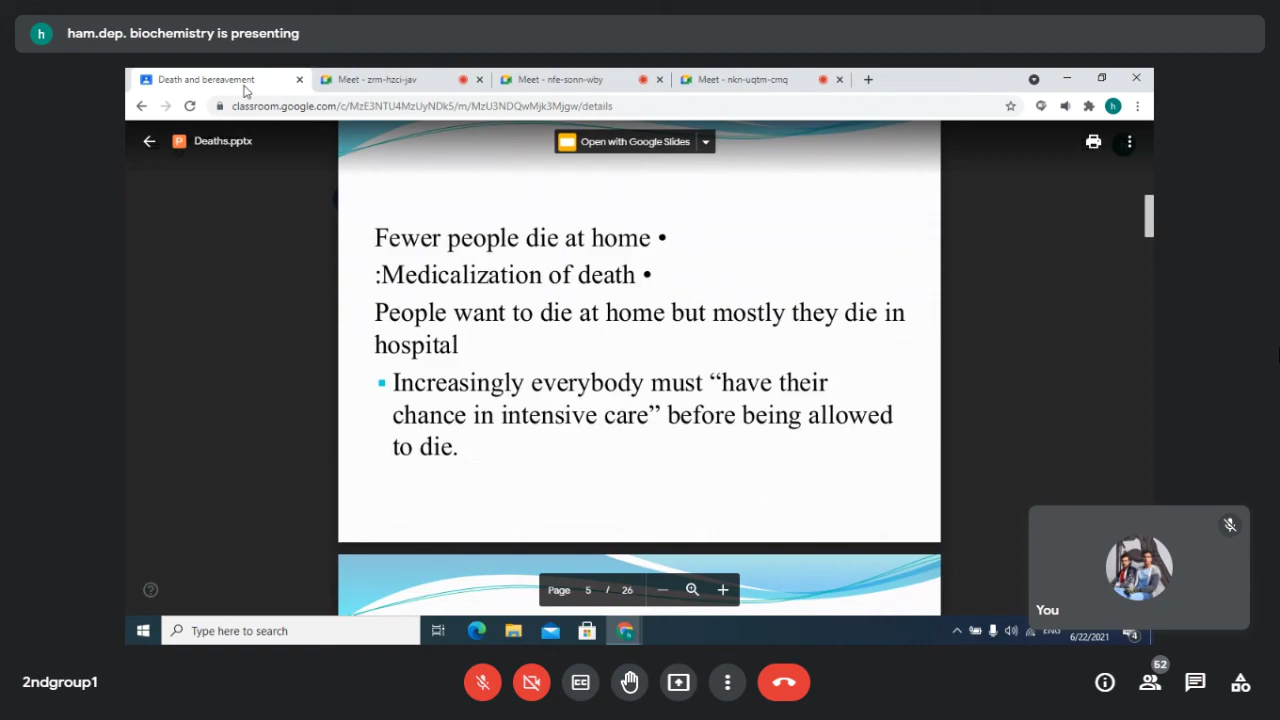 h ham.dep. biochemistry is presenting
Death and bereavement Meet - zrm-hzci-jav Meet - nfe-sonn-wby Meet - nkn-uqtm-cmq
classroom.google.com/c/MzE3NTU4MzUyNDk5/m/MzU3NDQwMjk3Mjgw/details h
P Deaths.pptx Open with Google Slides
Fewer people die at home •
:Medicalization of death •
People want to die at home but mostly they die in
hospital
▪ Increasingly everybody must “have their
chance in intensive care” before being allowed
to die.
Page 5 / 26
You
Type here to search ENG
6/22/2021 4
2ndgroup1 CC 52